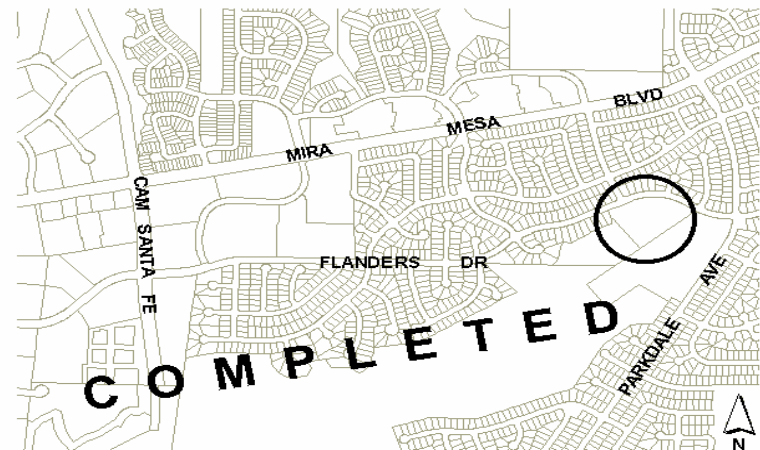 BLVD
MESA
MIRA
CAM SANTA FE
FLANDERS DR
AVE
PARKDALE
COMPLETED
N